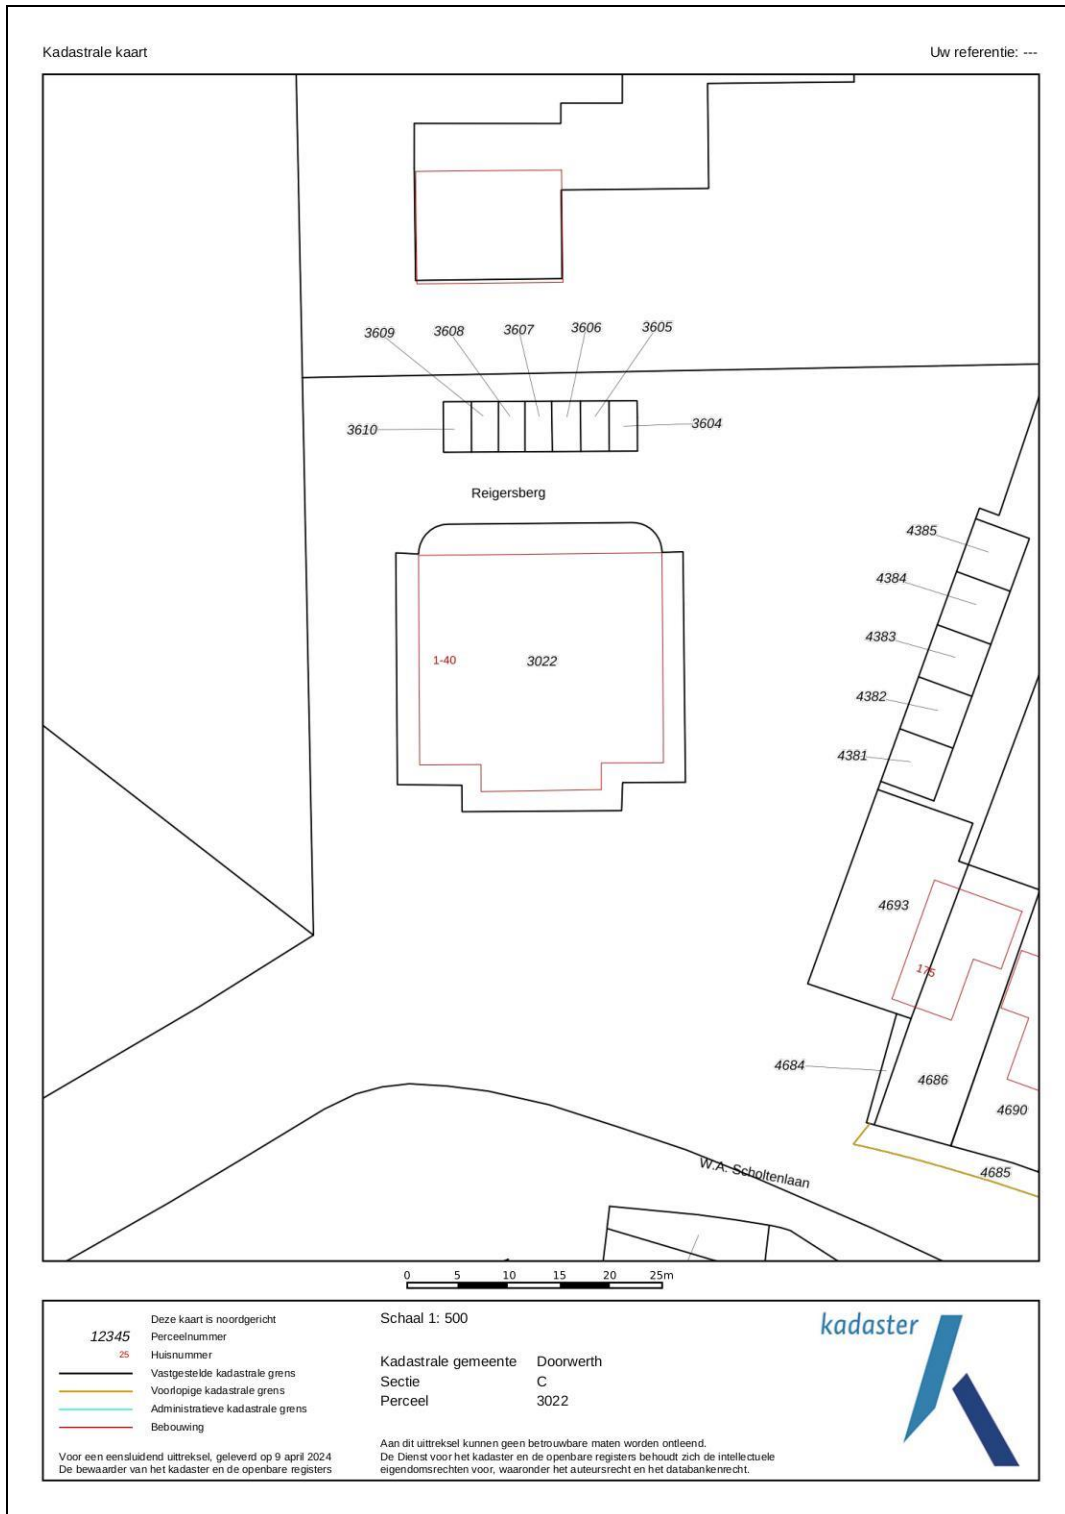 Kadastrale kaart
Uw referentie: ---
3609
3608
3607
3606
3605
3610
3604
Reigersberg
4385
4384
4383
4382
4381
1-40
3022
4693
175
4684
4686
4690
4685
W.A. Scholtenlaan
0 5 10 15 20 25m
Deze kaart is noordgericht
12345 Perceelnummer
25 Huisnummer
Vastgestelde kadastrale grens
Voorlopige kadastrale grens
Administratieve kadastrale grens
Bebouwing
Voor een eensluidend uittreksel, geleverd op 9 april 2024
De bewaarder van het kadaster en de openbare registers
Schaal 1: 500
Kadastrale gemeente Doorwerth
Sectie C
Perceel 3022
Aan dit uittreksel kunnen geen betrouwbare maten worden ontleend.
De Dienst voor het kadaster en de openbare registers behoudt zich de intellectuele
eigendomsrechten voor, waaronder het auteursrecht en het databankenrecht.
kadaster